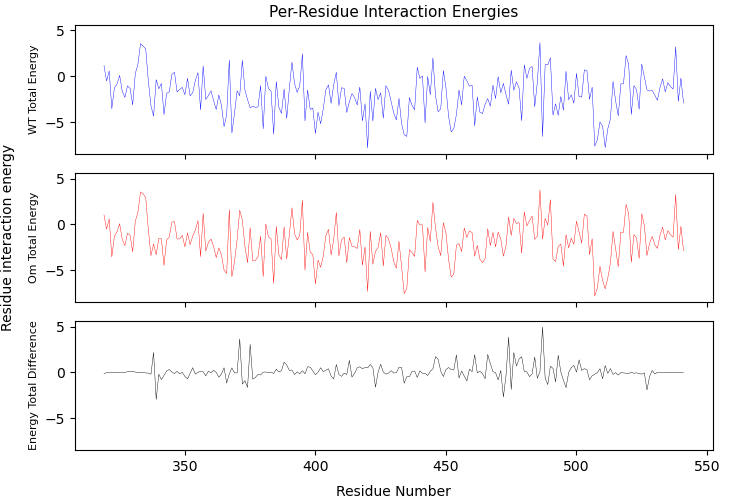 Per-Residue Interaction Energies
Residue interaction energy
WT Total Energy
5
0
−5
Om Total Energy
5
0
−5
Energy Total Difference
5
0
−5
350 400 450 500 550
Residue Number